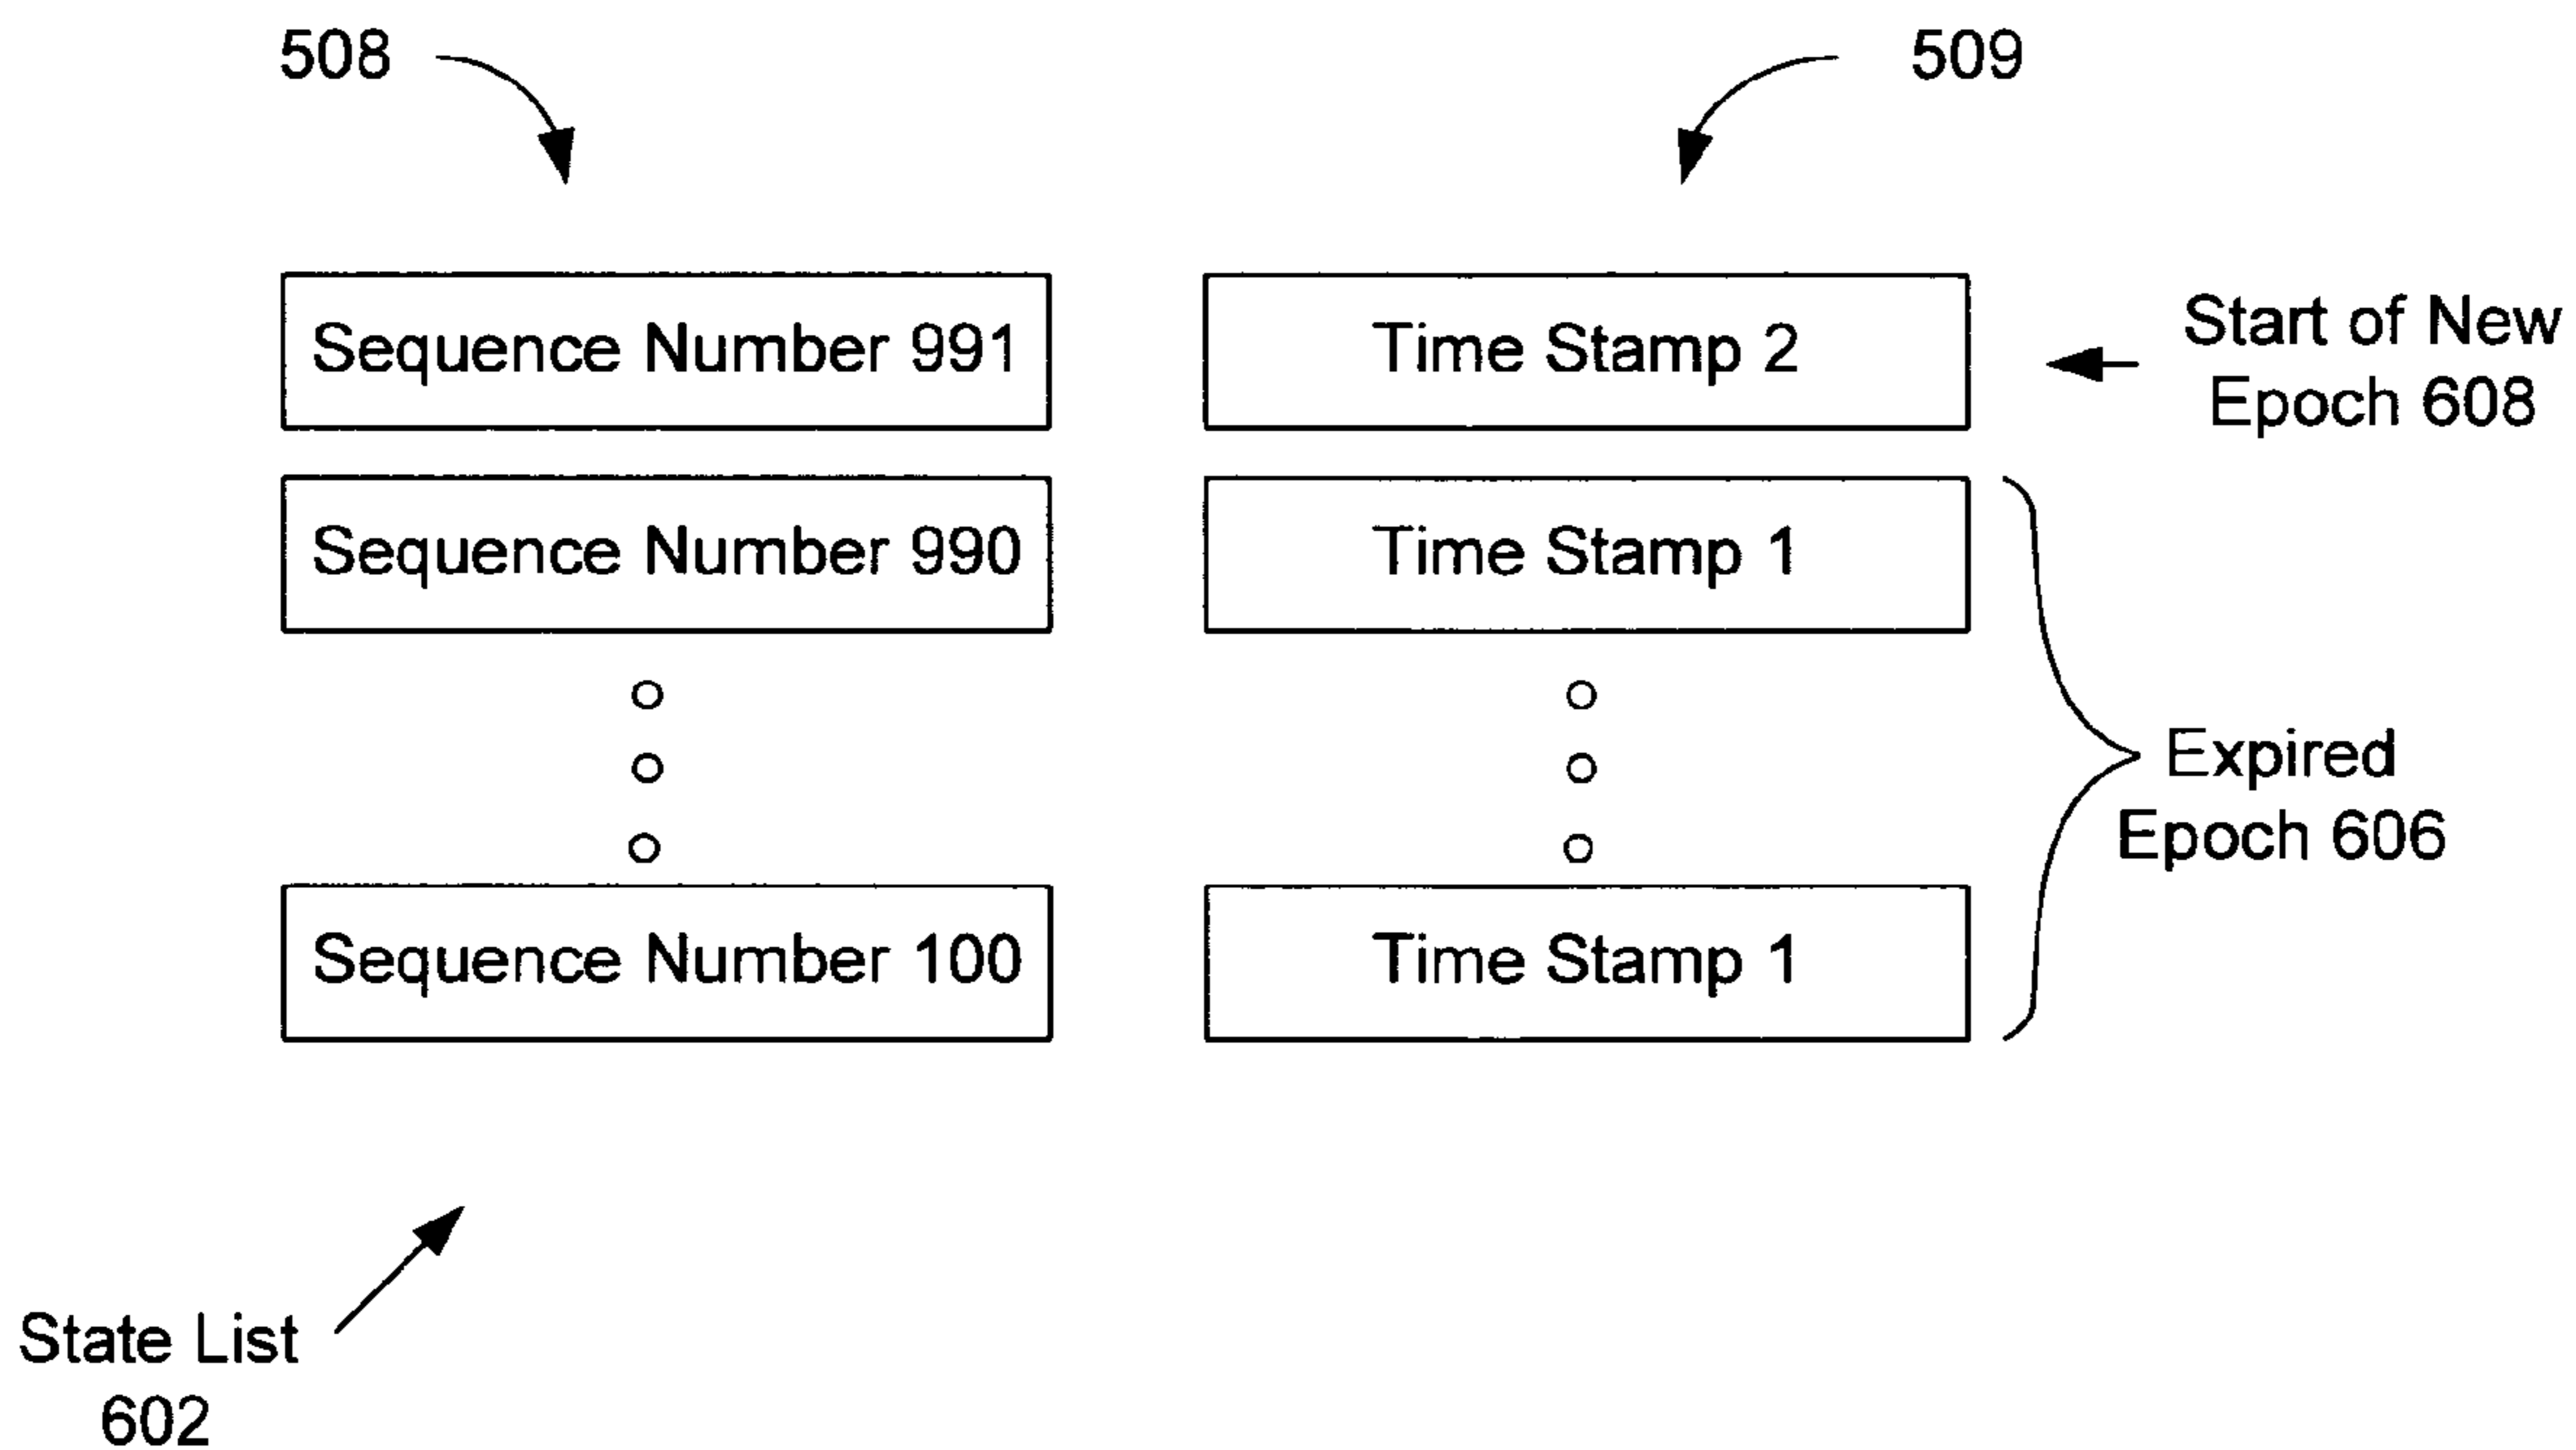 508
509
Sequence Number 991
Time Stamp 2
Start of New
Epoch 608
Sequence Number 990
Time Stamp 1
Expired
Epoch 606
Sequence Number 100
Time Stamp 1
State List
602